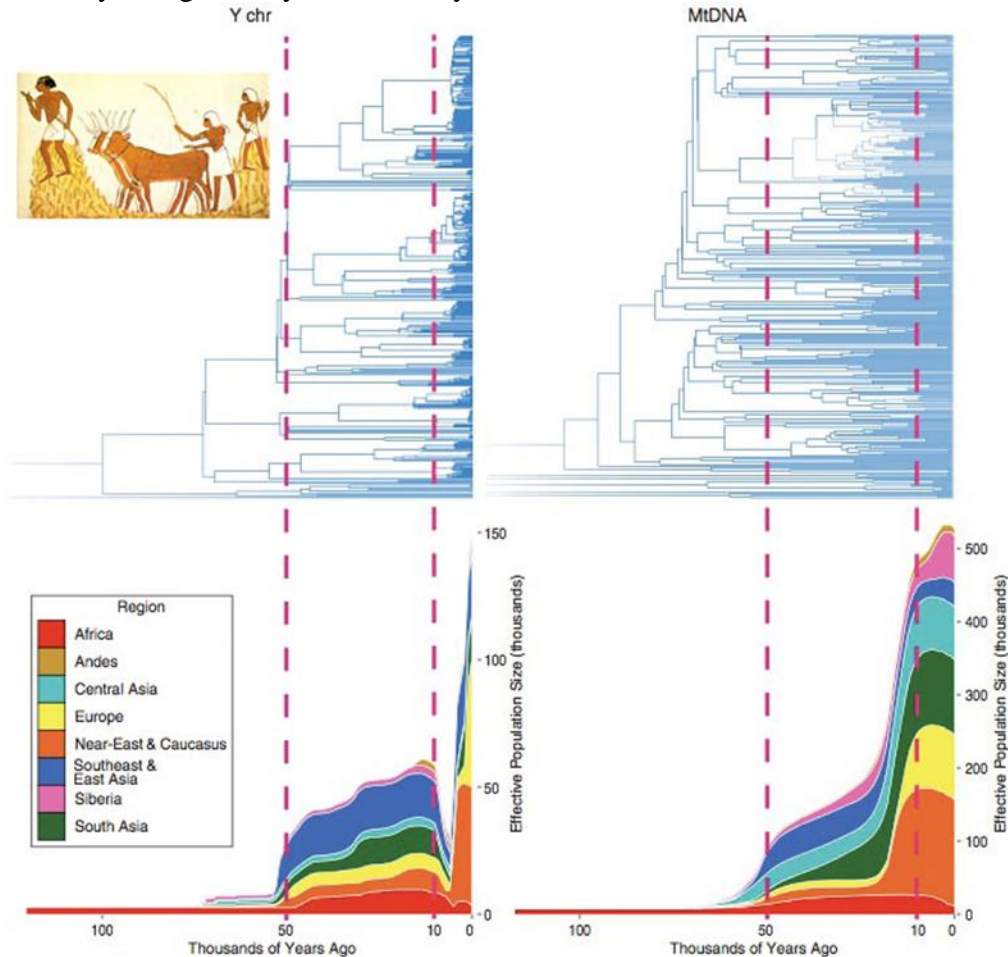 Y chr
MtDNA
150
100
50
0
Effective Population Size (thousands)
500
400
300
200
100
0
Effective Population Size (thousands)
Region
Africa
Andes
Central Asia
Europe
Near-East & Caucasus
Southeast &
East Asia
Siberia
South Asia
100
50
10
0
Thousands of Years Ago
100
50
10
0
Thousands of Years Ago